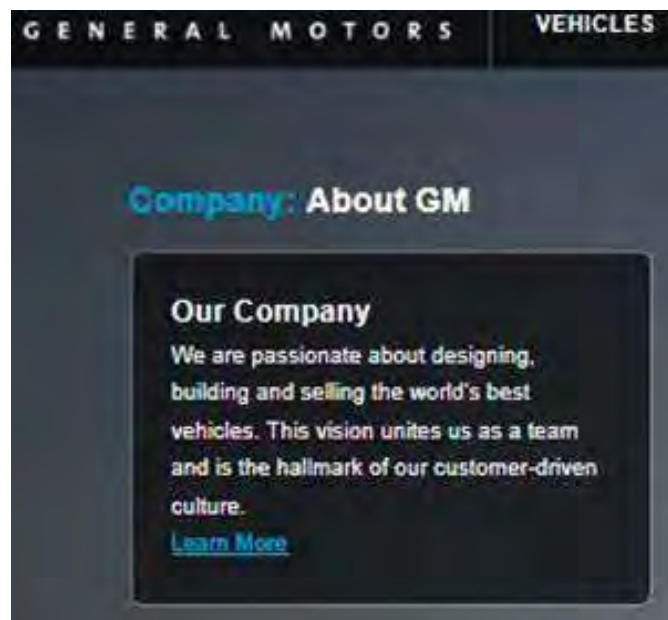 GENERAL MOTORS VEHICLES
Company: About GM
Our Company
We are passionate about designing,
building and selling the world's best
vehicles. This vision unites us as a team
and is the hallmark of our customer-driven
culture.
Learn More